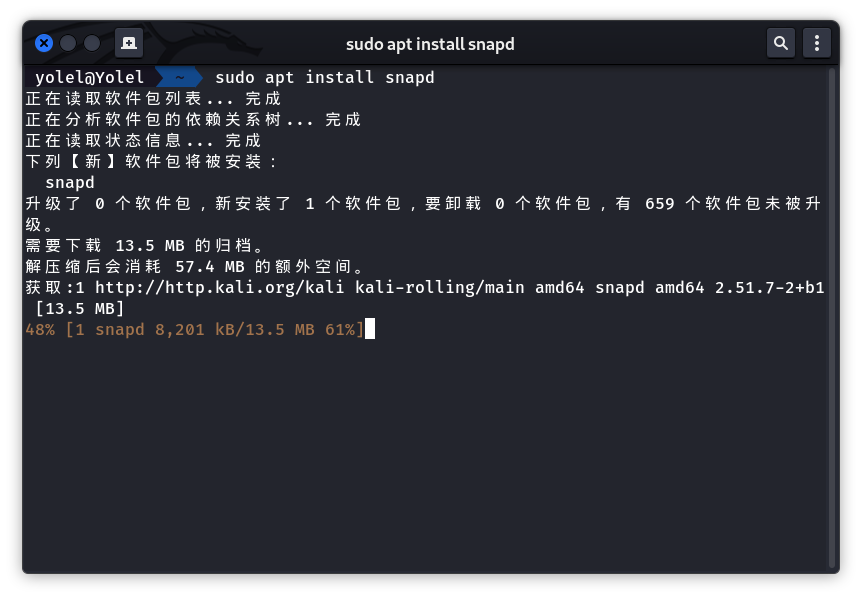 sudo apt install snapd
yolel@Yolel ~ sudo apt install snapd
正在读取软件包列表... 完成
正在分析软件包的依赖关系树... 完成
正在读取状态信息... 完成
下列【新】软件包将被安装：
snapd
升级了 0 个软件包，新安装了 1 个软件包，要卸载 0 个软件包，有 659 个软件包未被升
级。
需要下载 13.5 MB 的归档。
解压缩后会消耗 57.4 MB 的额外空间。
获取:1 http://http.kali.org/kali kali-rolling/main amd64 snapd amd64 2.51.7-2+b1
[13.5 MB]
48% [1 snapd 8,201 kB/13.5 MB 61%]